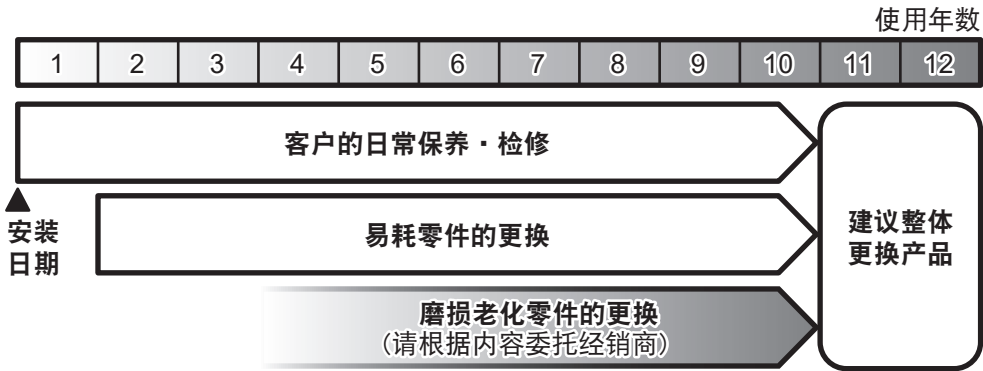 使用年数
1 2 3 4 5 6 7 8 9 10 11 12
客户的日常保养・检修
安装
日期
易耗零件的更换
磨损老化零件的更换
（请根据内容委托经销商）
建议整体
更换产品